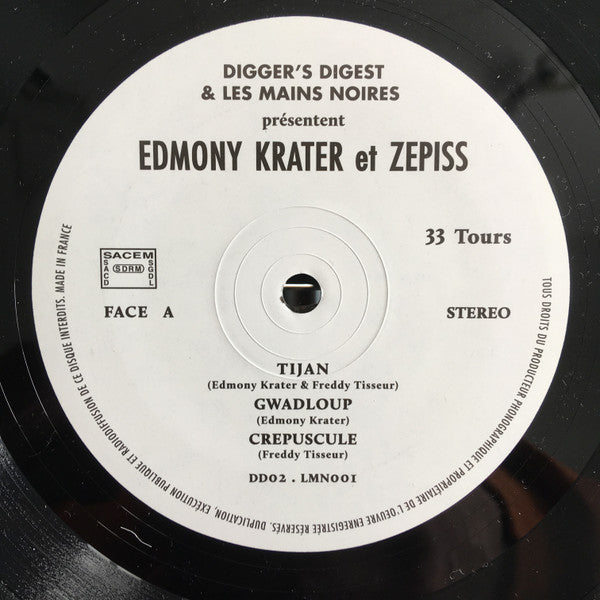 DIGGER'S DIGEST
& LES MAINS NOIRES
présentent
EDMONY KRATER et ZEPISS
33 Tours
SACEM
SACD
SDRM
SGDL
FACE A
STEREO
TIJAN
(Edmony Krater & Freddy Tisseur)
GWADLOUP
(Edmony Krater)
CREPUSCULE
(Freddy Tisseur)
DD02 . LMN001
TOUS DROITS DU PRODUCTEUR PHONOGRAPHIQUE ET PROPRIÉTAIRE DE L'OEUVRE ENREGISTRÉE RÉSERVÉS. DUPLICATION, EXÉCUTION PUBLIQUE ET RADIODIFFUSION DE CE DISQUE INTERDITS. MADE IN FRANCE